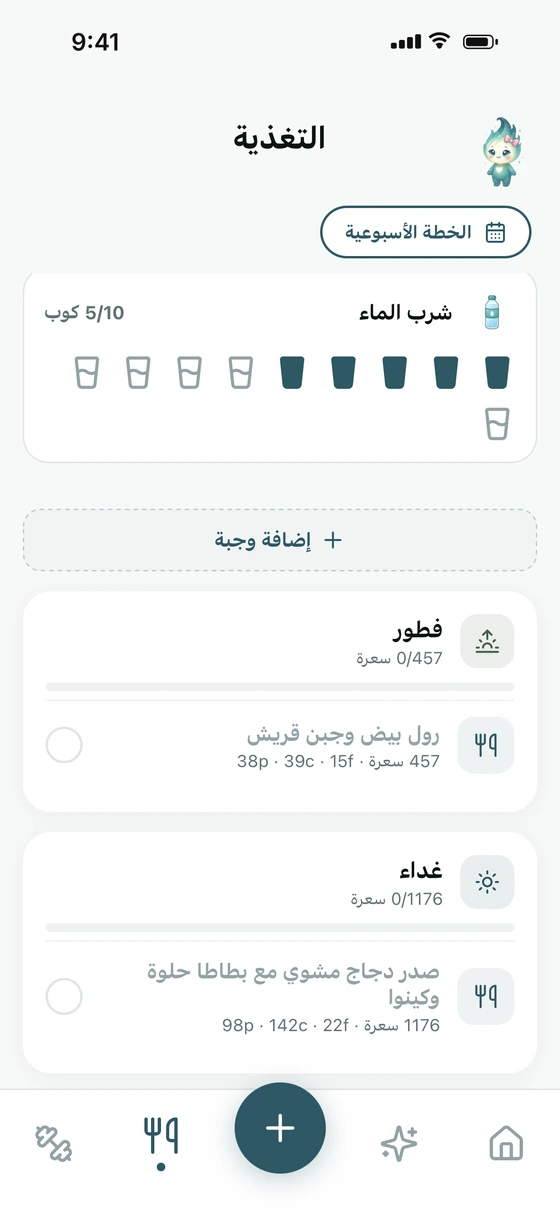 9:41
التغذية
الخطة الأسبوعية
شرب الماء
5/10 كوب
إضافة وجبة
فطور
0/457 سعرة
رول بيض وجبن قريش
457 سعرة · 38p · 39c · 15f
غداء
0/1176 سعرة
صدر دجاج مشوي مع بطاطا حلوة
وكينوا
1176 سعرة · 98p · 142c · 22f